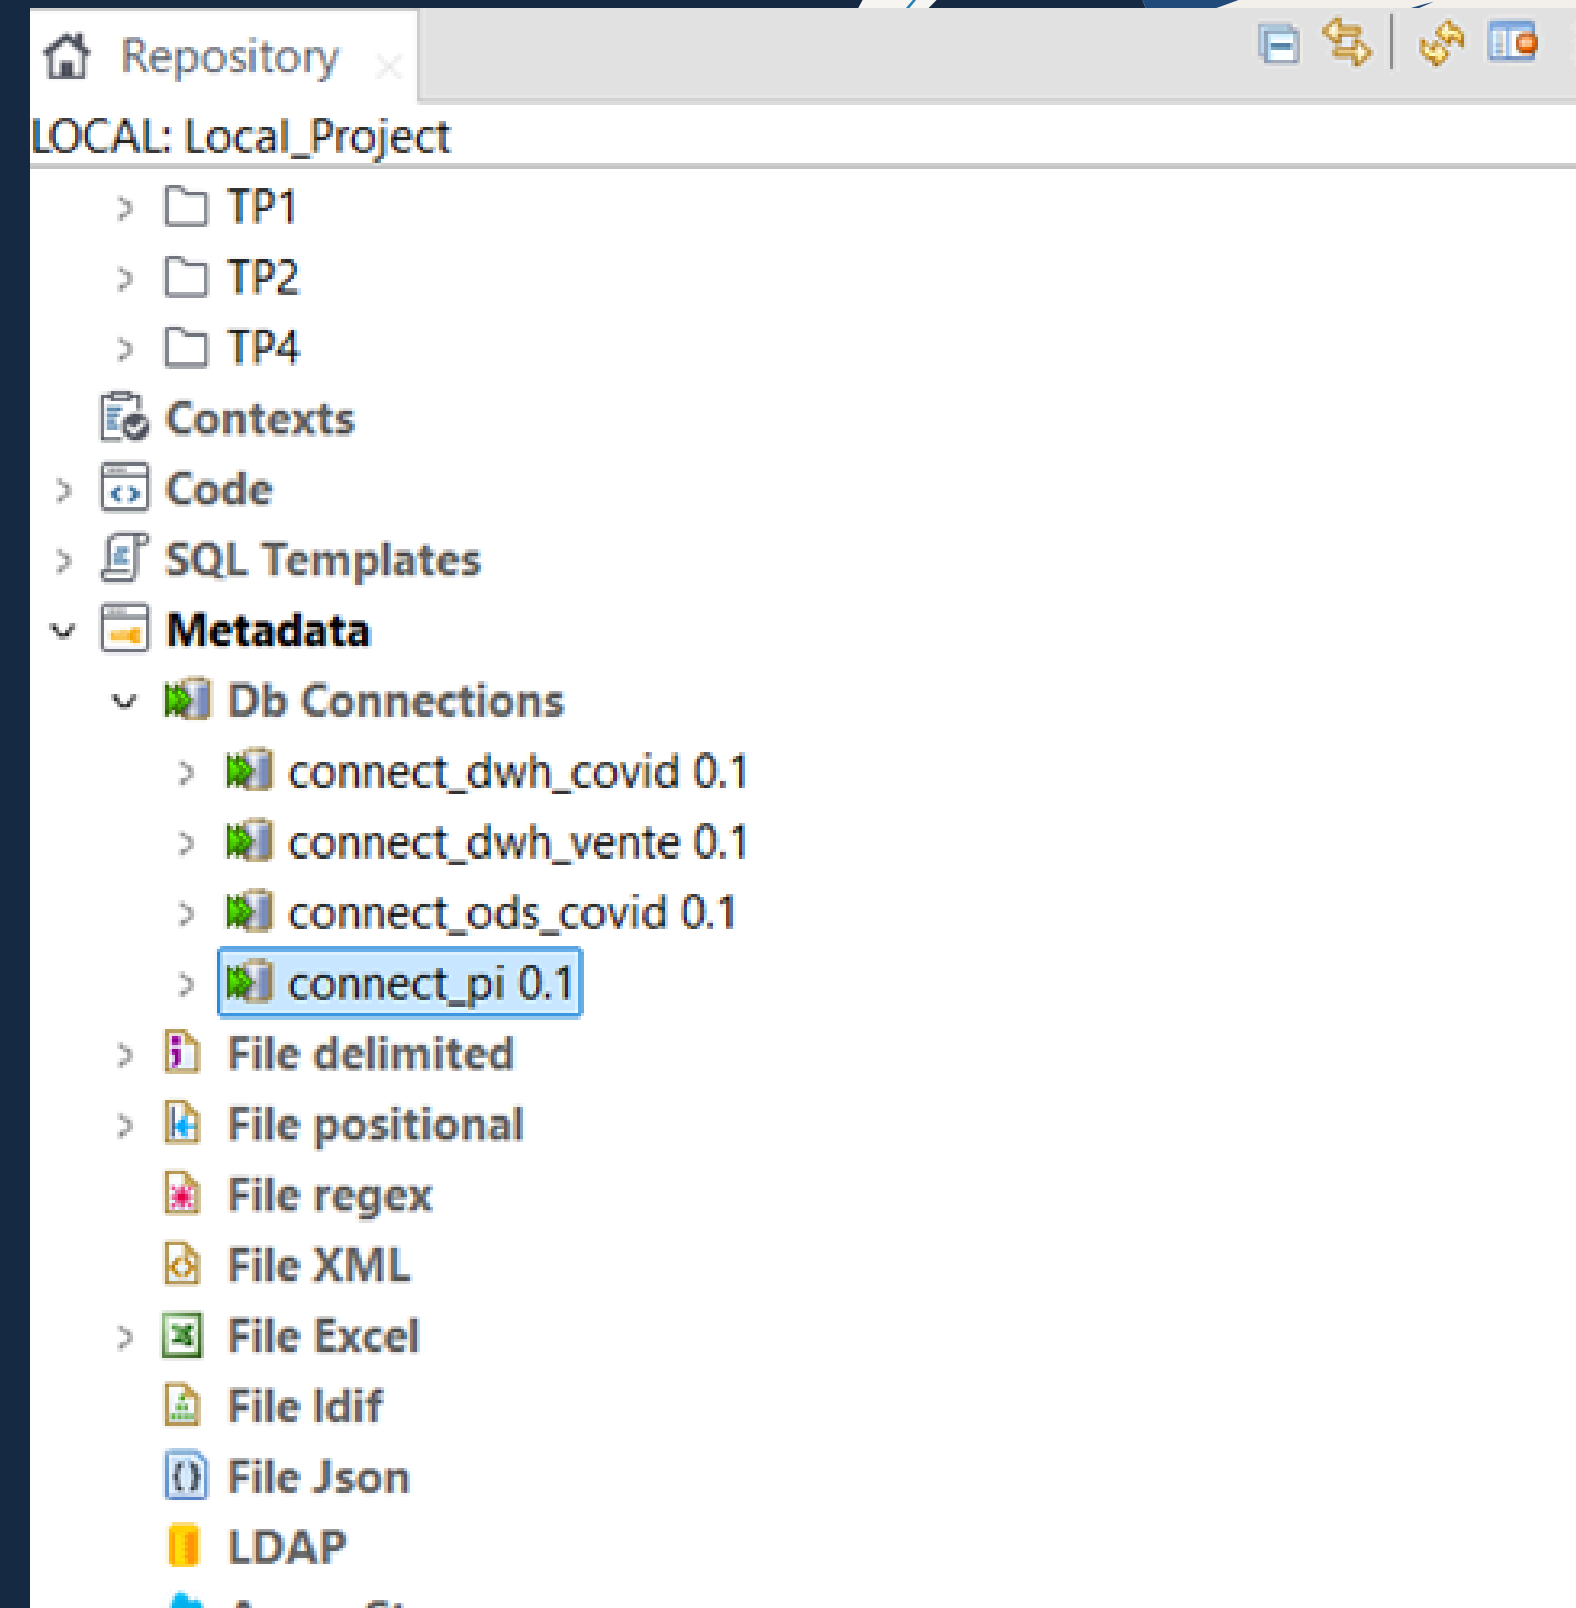 Repository
LOCAL: Local_Project
TP1
TP2
TP4
Contexts
Code
SQL Templates
Metadata
Db Connections
connect_dwh_covid 0.1
connect_dwh_vente 0.1
connect_ods_covid 0.1
connect_pi 0.1
File delimited
File positional
File regex
File XML
File Excel
File ldif
File Json
LDAP